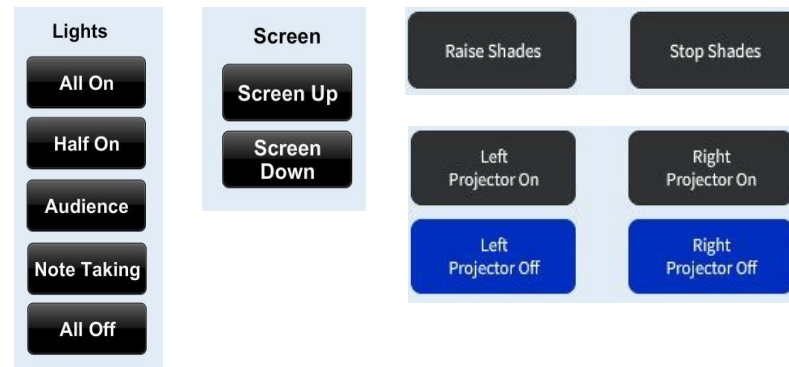 Lights
All On
Half On
Audience
Note Taking
All Off
Screen
Screen Up
Screen
Down
Raise Shades
Stop Shades
Left
Projector On
Right
Projector On
Left
Projector Off
Right
Projector Off